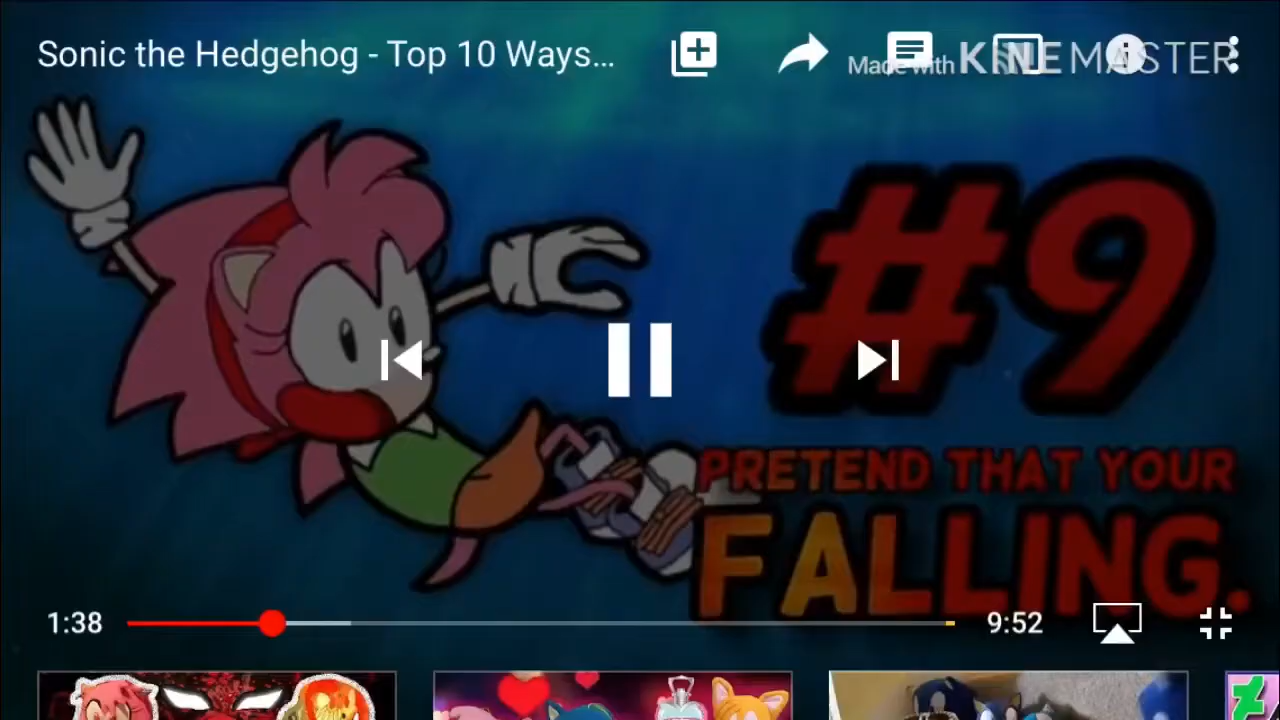 Sonic the Hedgehog - Top 10 Ways...
Made with KINEMASTER
#9
PRETEND THAT YOUR
FALLING.
1:38
9:52